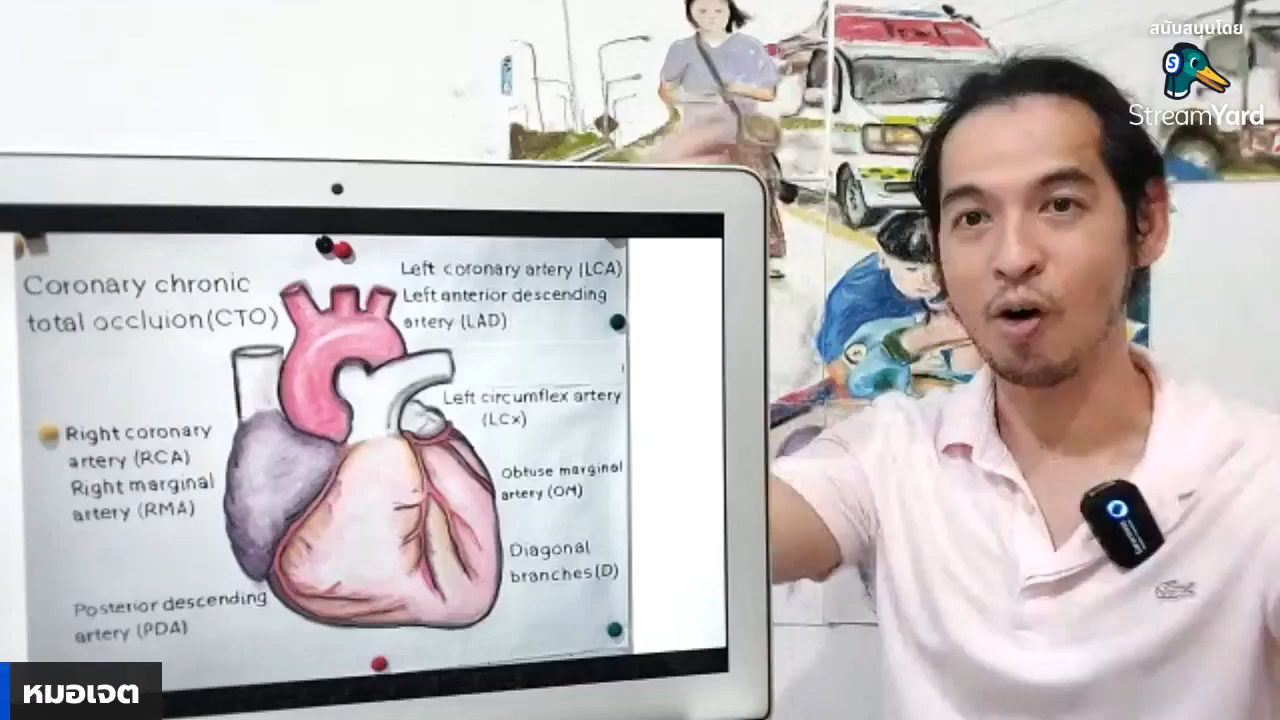 สนับสนุนโดย
StreamYard
Coronary chronic
total occluion(CTO)
Left coronary artery (LCA)
Left anterior descending
artery (LAD)
Left circumflex artery
(LCx)
Right coronary
artery (RCA)
Right marginal
artery (RMA)
Obtuse marginal
artery (OM)
Diagonal
branches(D)
Posterior descending
artery (PDA)
หมอเจต